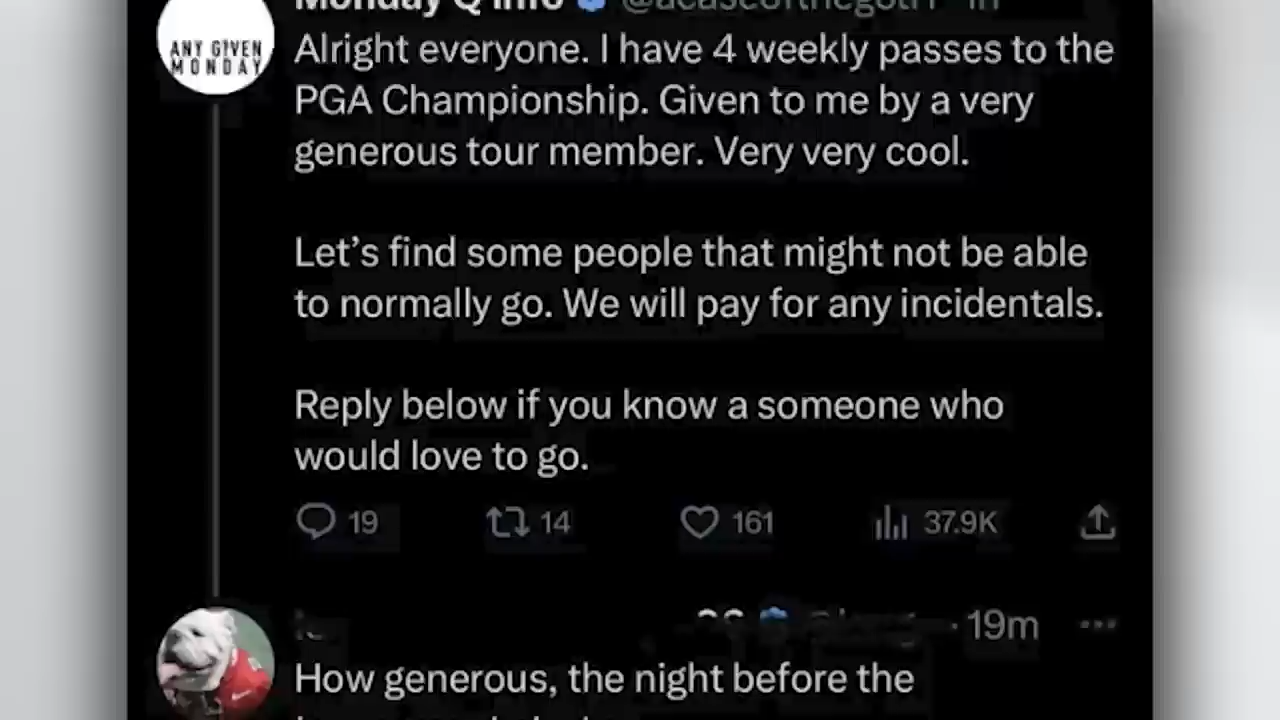 Monday Q Info
ANY GIVEN
MONDAY
Alright everyone. I have 4 weekly passes to the
PGA Championship. Given to me by a very
generous tour member. Very very cool.
Let’s find some people that might not be able
to normally go. We will pay for any incidentals.
Reply below if you know a someone who
would love to go.
19 14 161 37.9K
· 19m ...
How generous, the night before the